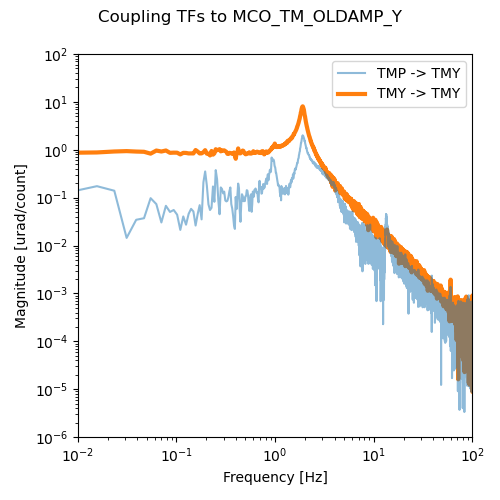 Coupling TFs to MCO_TM_OLDAMP_Y
TMP -> TMY
TMY -> TMY
Magnitude [urad/count]
10^2
10^1
10^0
10^-1
10^-2
10^-3
10^-4
10^-5
10^-6
10^-2 10^-1 10^0 10^1 10^2
Frequency [Hz]